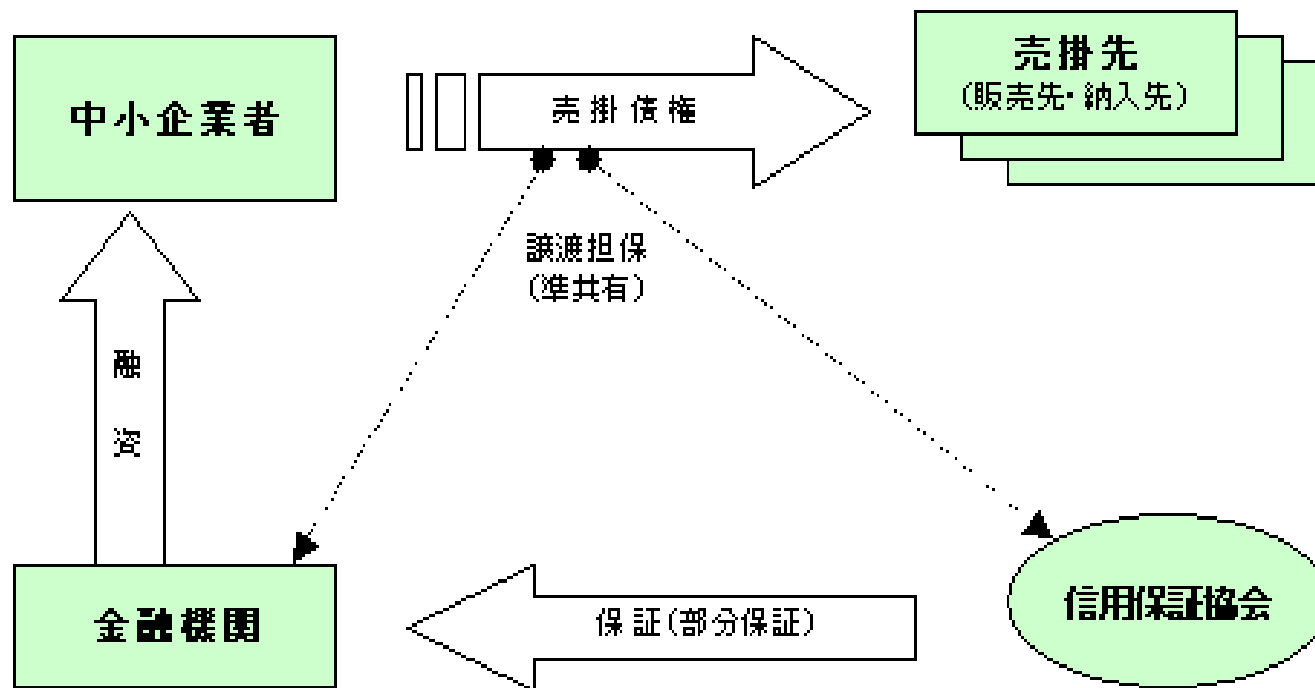 中小企業者
売掛債権
売掛先
(販売先・納入先)
譲渡担保
(準共有)
融資
金融機関
保証(部分保証)
信用保証協会